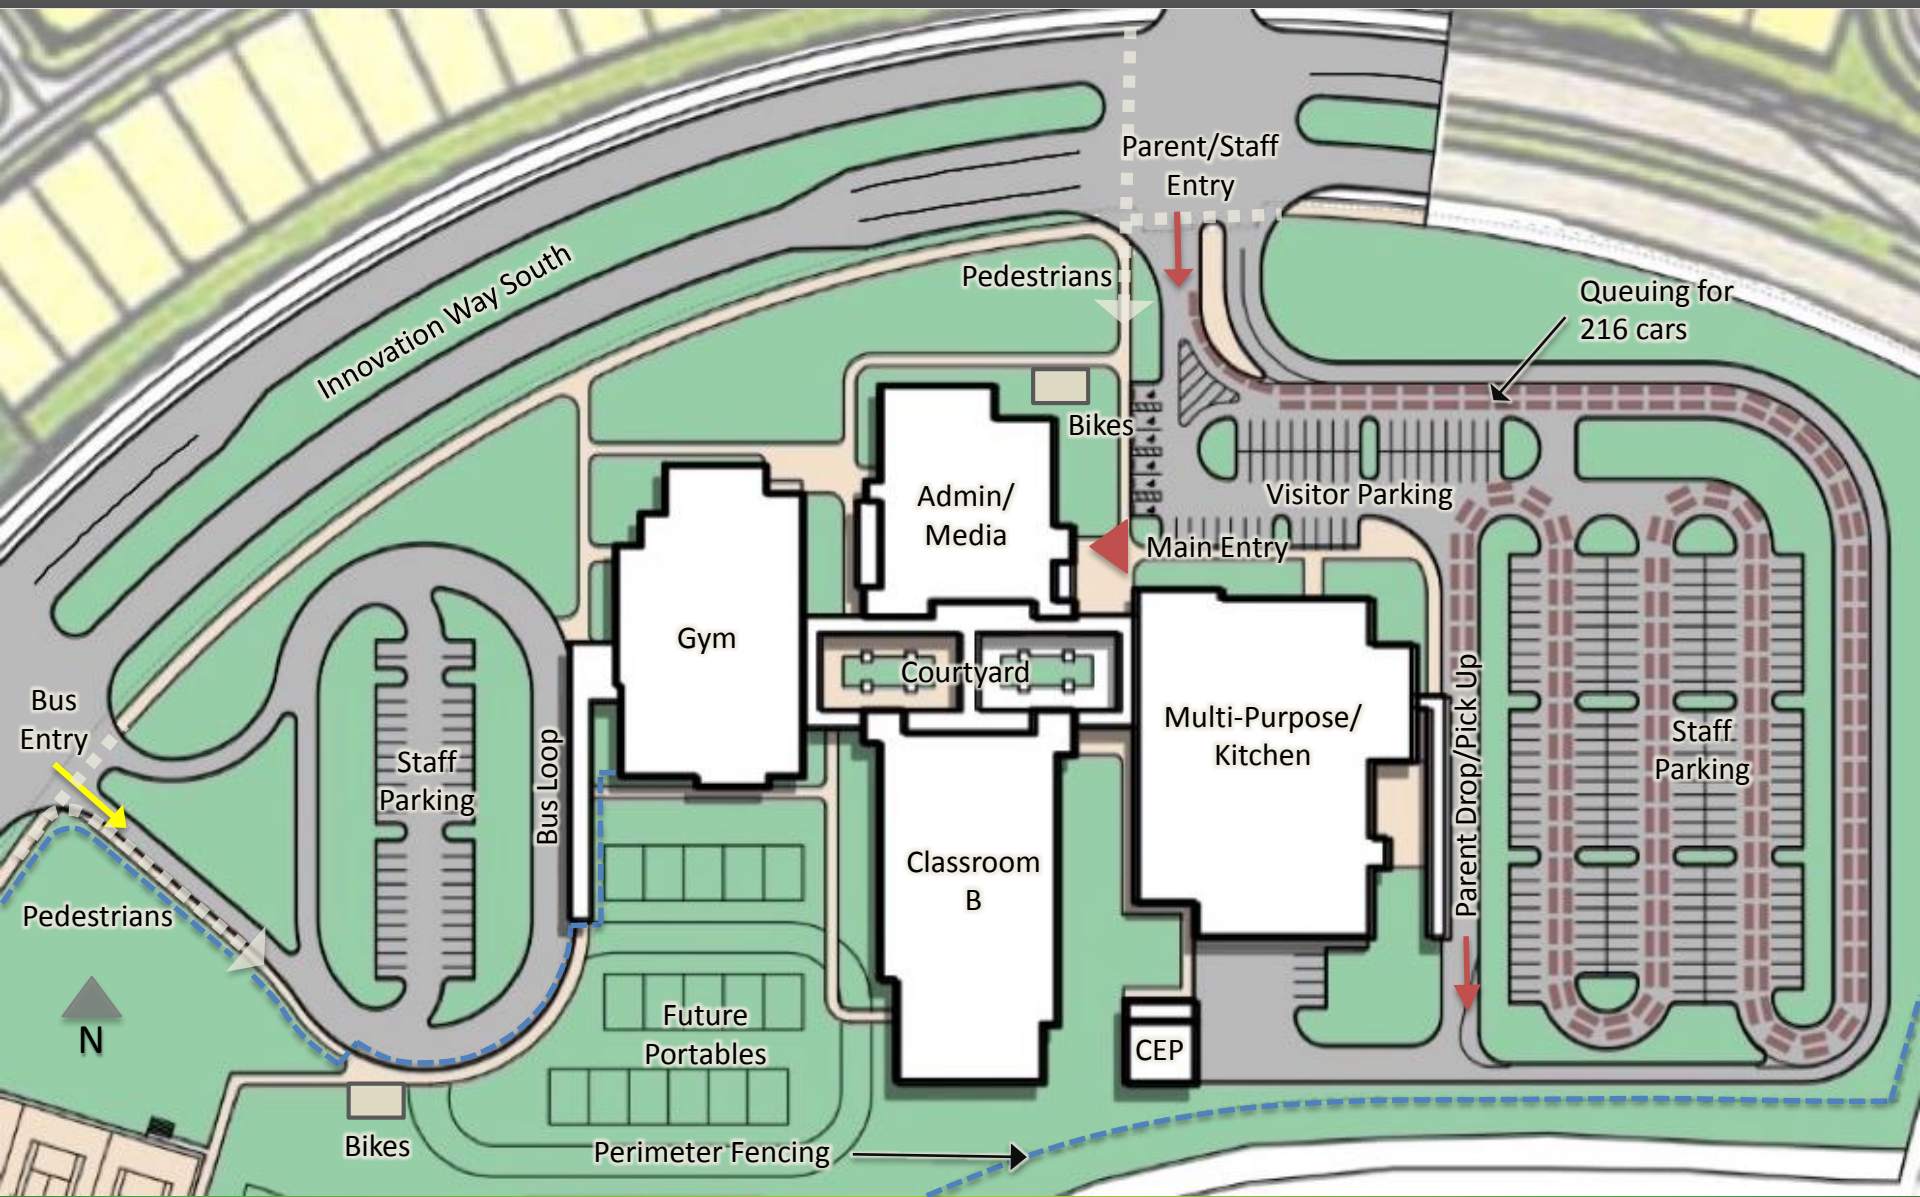 Parent/Staff
Entry
Innovation Way South
Pedestrians
Queuing for
216 cars
Bikes
Admin/
Media
Visitor Parking
Main Entry
Gym
Courtyard
Bus
Entry
Multi-Purpose/
Kitchen
Parent Drop/Pick Up
Staff
Parking
Staff
Parking
Bus Loop
Classroom
B
Pedestrians
N
Future
Portables
CEP
Bikes
Perimeter Fencing